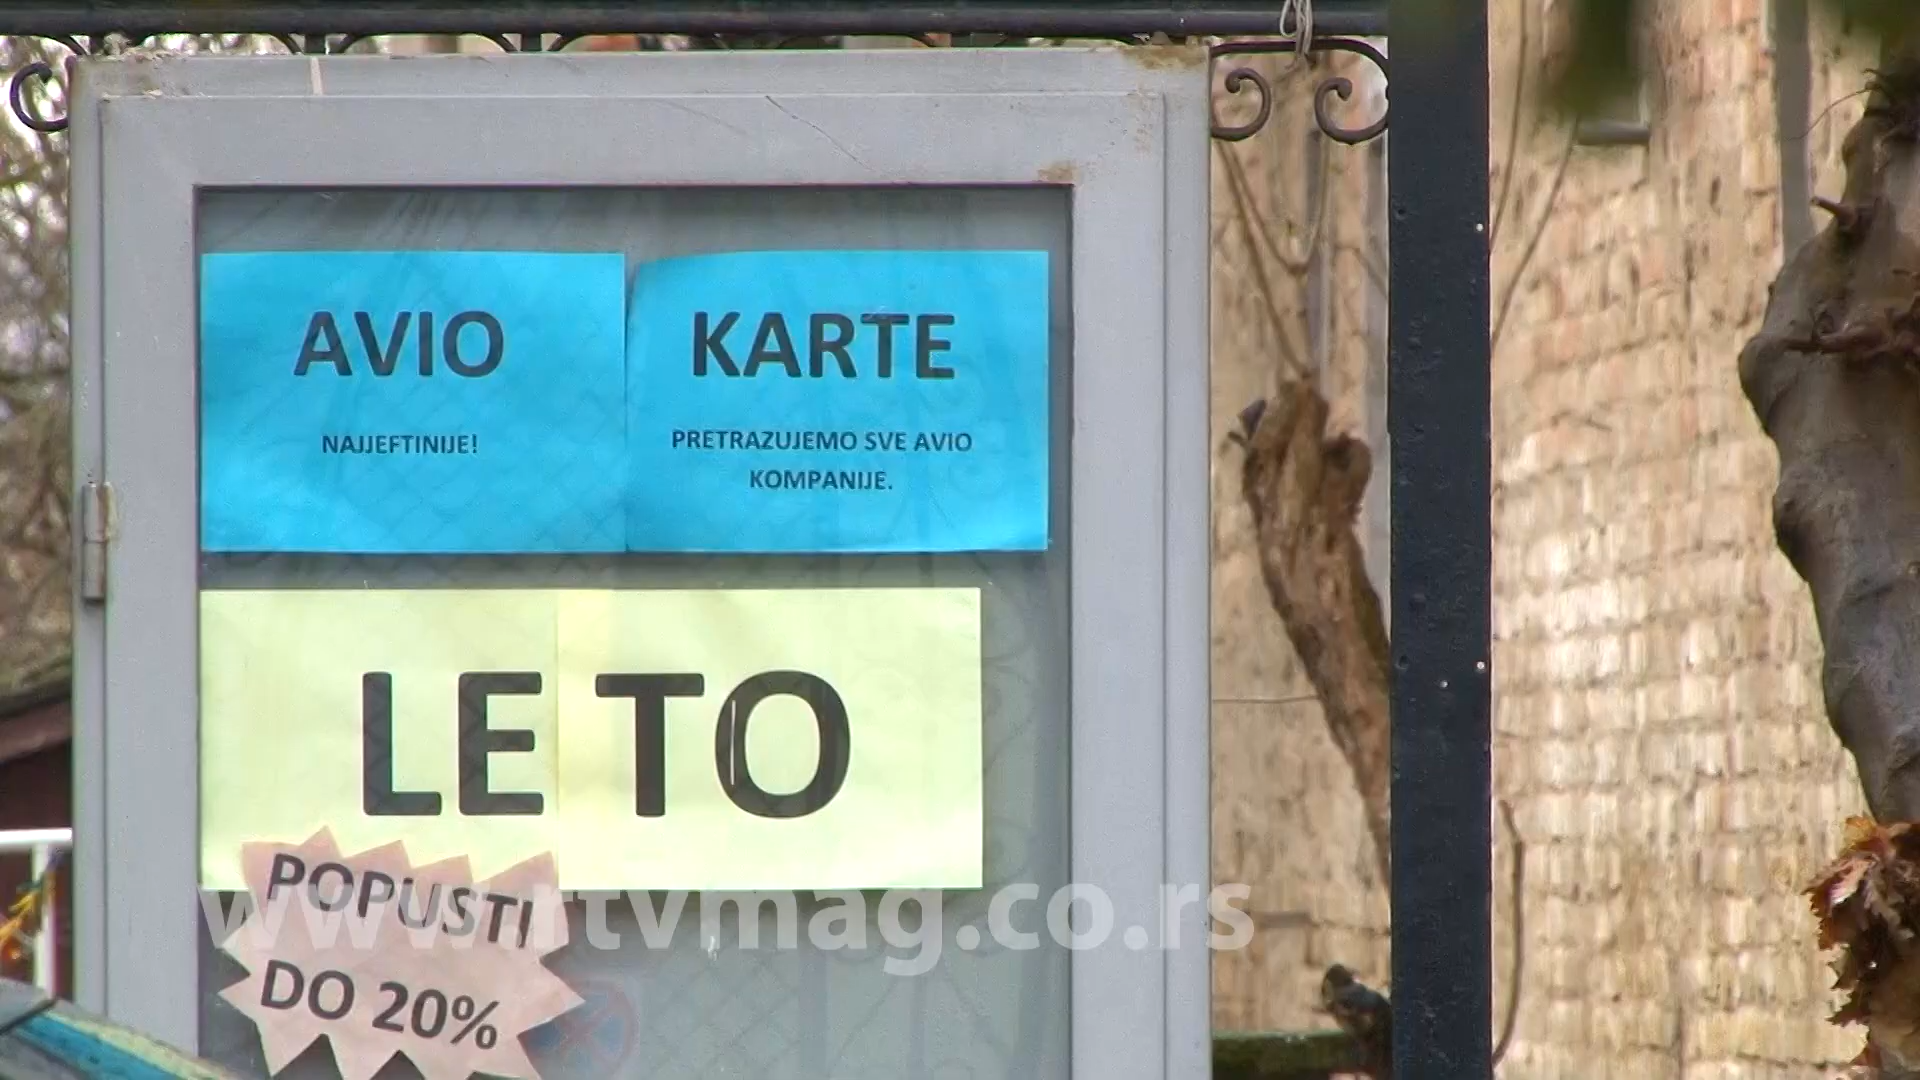 AVIO KARTE
NAJJEFTINIJE!
PRETRAZUJEMO SVE AVIO
KOMPANIJE.
LETO
POPUSTI
DO 20%
www.rtvmag.co.rs